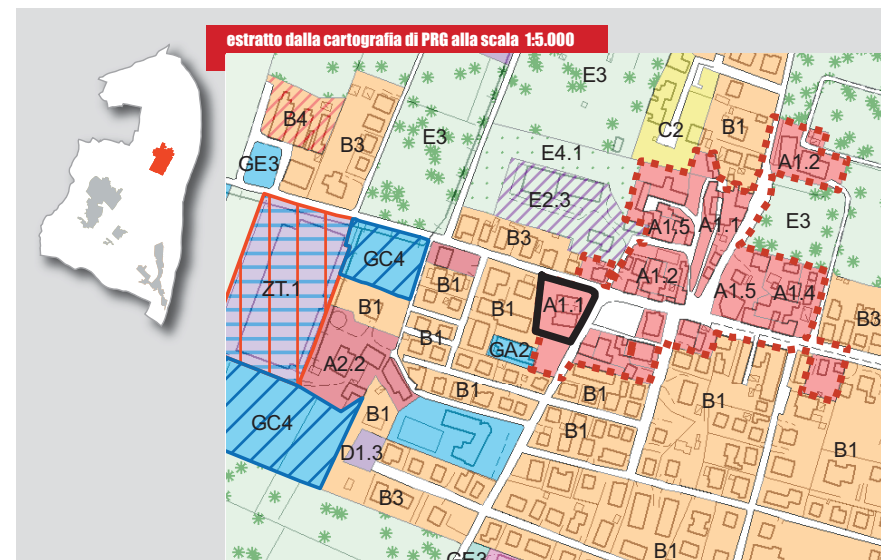 estratto dalla cartografia di PRG alla scala 1:5.000
E3
C2
B1
B4
B3
E3
E4.1
A1.2
GE3
E2.3
A1.5
A1.1
E3
B3
GC4
A1.2
ZT.1
B1
A1.5
A1.4
B1
B1
A1.1
B3
B1
GA2
A2.2
B1
B1
B1
GC4
B1
B1
B1
D1.3
B3
B1
GE3